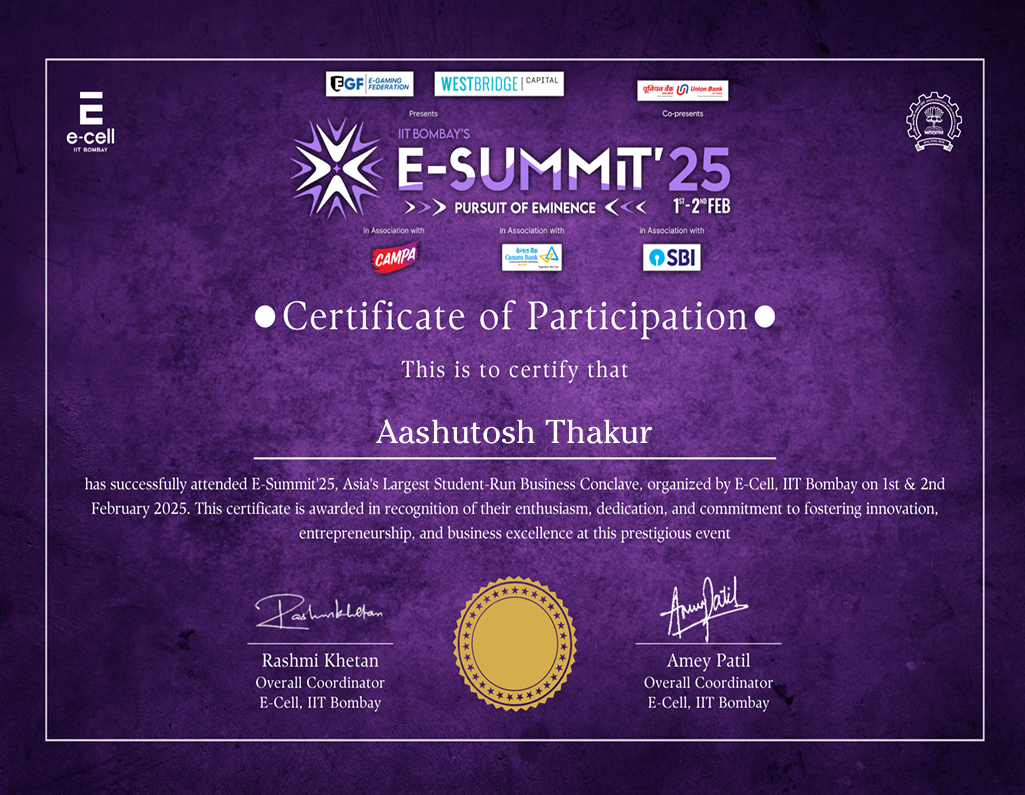 EGF E-GAMING FEDERATION
WESTBRIDGE | CAPITAL
यूनियन बैंक Union Bank
Presents
Co-presents
e-cell
IIT BOMBAY
IIT BOMBAY'S
E-SUMMIT'25
PURSUIT OF EMINENCE
1ST-2ND FEB
in Association with
in Association with
in Association with
CAMPA
केनरा बैंक
Canara Bank
Together We Can
SBI
Certificate of Participation
This is to certify that
Aashutosh Thakur
has successfully attended E-Summit'25, Asia's Largest Student-Run Business Conclave, organized by E-Cell, IIT Bombay on 1st & 2nd
February 2025. This certificate is awarded in recognition of their enthusiasm, dedication, and commitment to fostering innovation,
entrepreneurship, and business excellence at this prestigious event
Rashmi Khetan
Amey Patil
Rashmi Khetan
Overall Coordinator
E-Cell, IIT Bombay
Amey Patil
Overall Coordinator
E-Cell, IIT Bombay